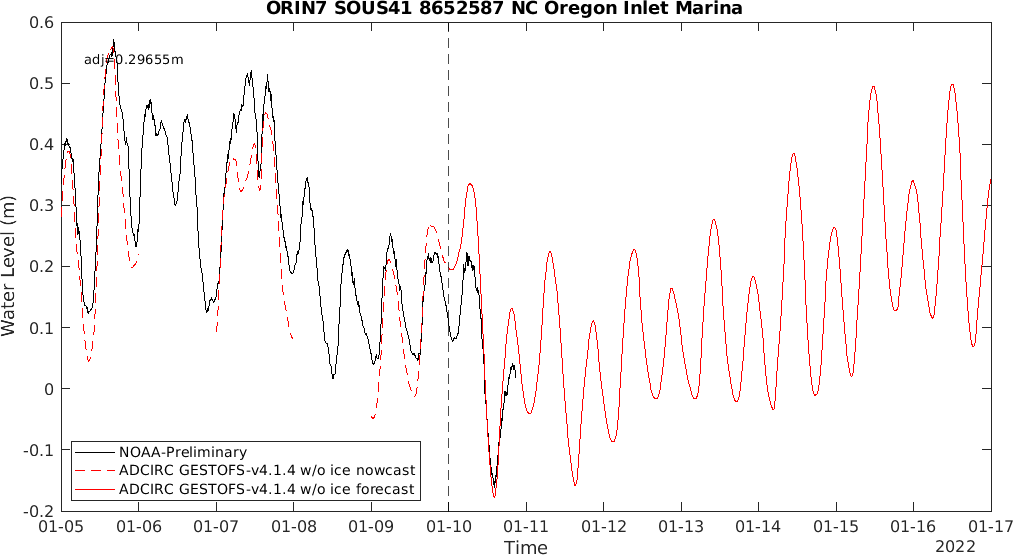 ORIN7 SOUS41 8652587 NC Oregon Inlet Marina
adj=0.29655m
0.6
0.5
0.4
0.3
0.2
0.1
0
-0.1
-0.2
Water Level (m)
NOAA-Preliminary
ADCIRC GESTOFS-v4.1.4 w/o ice nowcast
ADCIRC GESTOFS-v4.1.4 w/o ice forecast
01-05 01-06 01-07 01-08 01-09 01-10 01-11 01-12 01-13 01-14 01-15 01-16 01-17
Time
2022